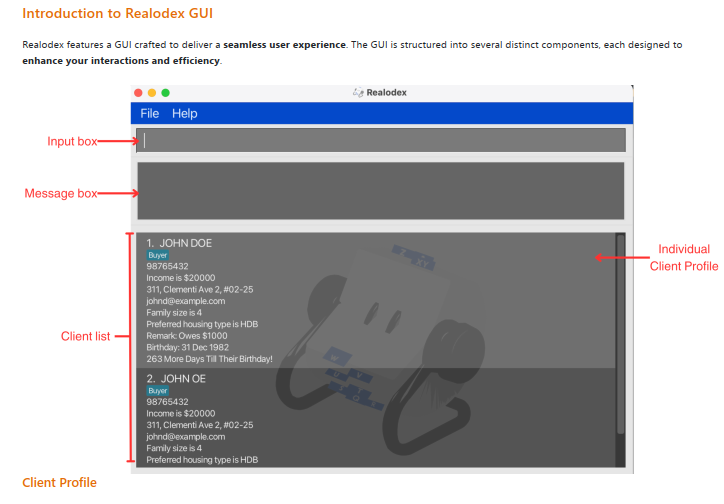 Introduction to Realodex GUI
Realodex features a GUI crafted to deliver a seamless user experience. The GUI is structured into several distinct components, each designed to
enhance your interactions and efficiency.
Realodex
File Help
Input box
Message box
Client list
Individual
Client Profile
1. JOHN DOE
Buyer
98765432
Income is $20000
311, Clementi Ave 2, #02-25
johnd@example.com
Family size is 4
Preferred housing type is HDB
Remark: Owes $1000
Birthday: 31 Dec 1982
263 More Days Till Their Birthday!
2. JOHN OE
Buyer
98765432
Income is $20000
311, Clementi Ave 2, #02-25
johnd@example.com
Family size is 4
Preferred housing type is HDB
Client Profile